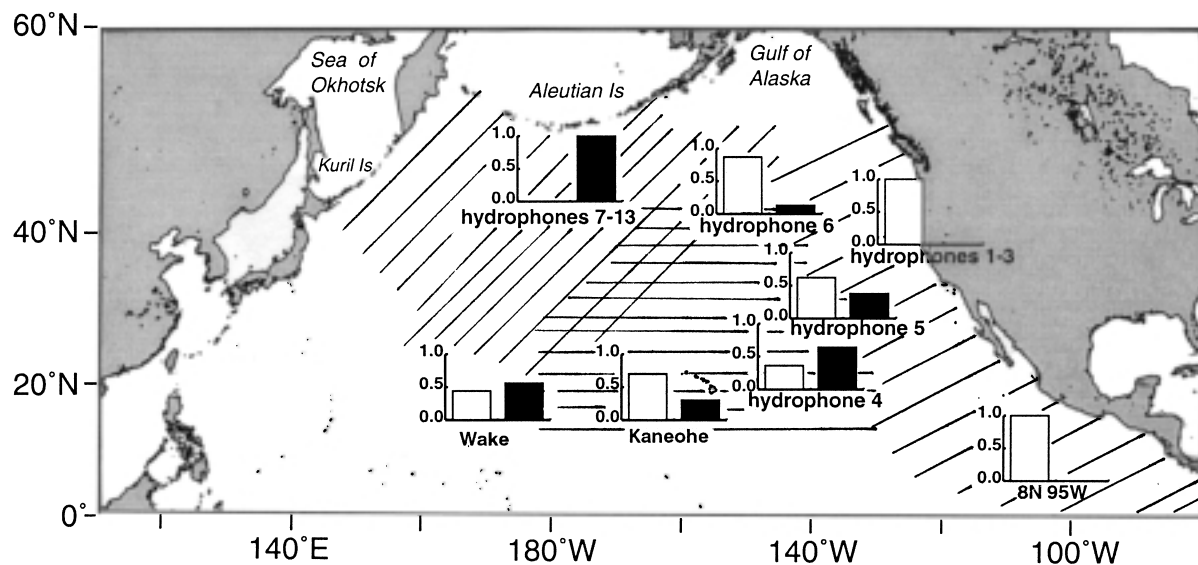 60°N
Sea of
Okhotsk
Gulf of
Alaska
Aleutian Is
Kuril Is
1.0
0.5
0.0
hydrophones 7-13
1.0
0.5
0.0
hydrophone 6
1.0
0.5
0.0
hydrophones 1-3
40°N
1.0
0.5
0.0
hydrophone 5
1.0
0.5
0.0
hydrophone 4
20°N
1.0
0.5
0.0
Wake
1.0
0.5
0.0
Kaneohe
1.0
0.5
0.0
8N 95W
0°
140°E
180°W
140°W
100°W